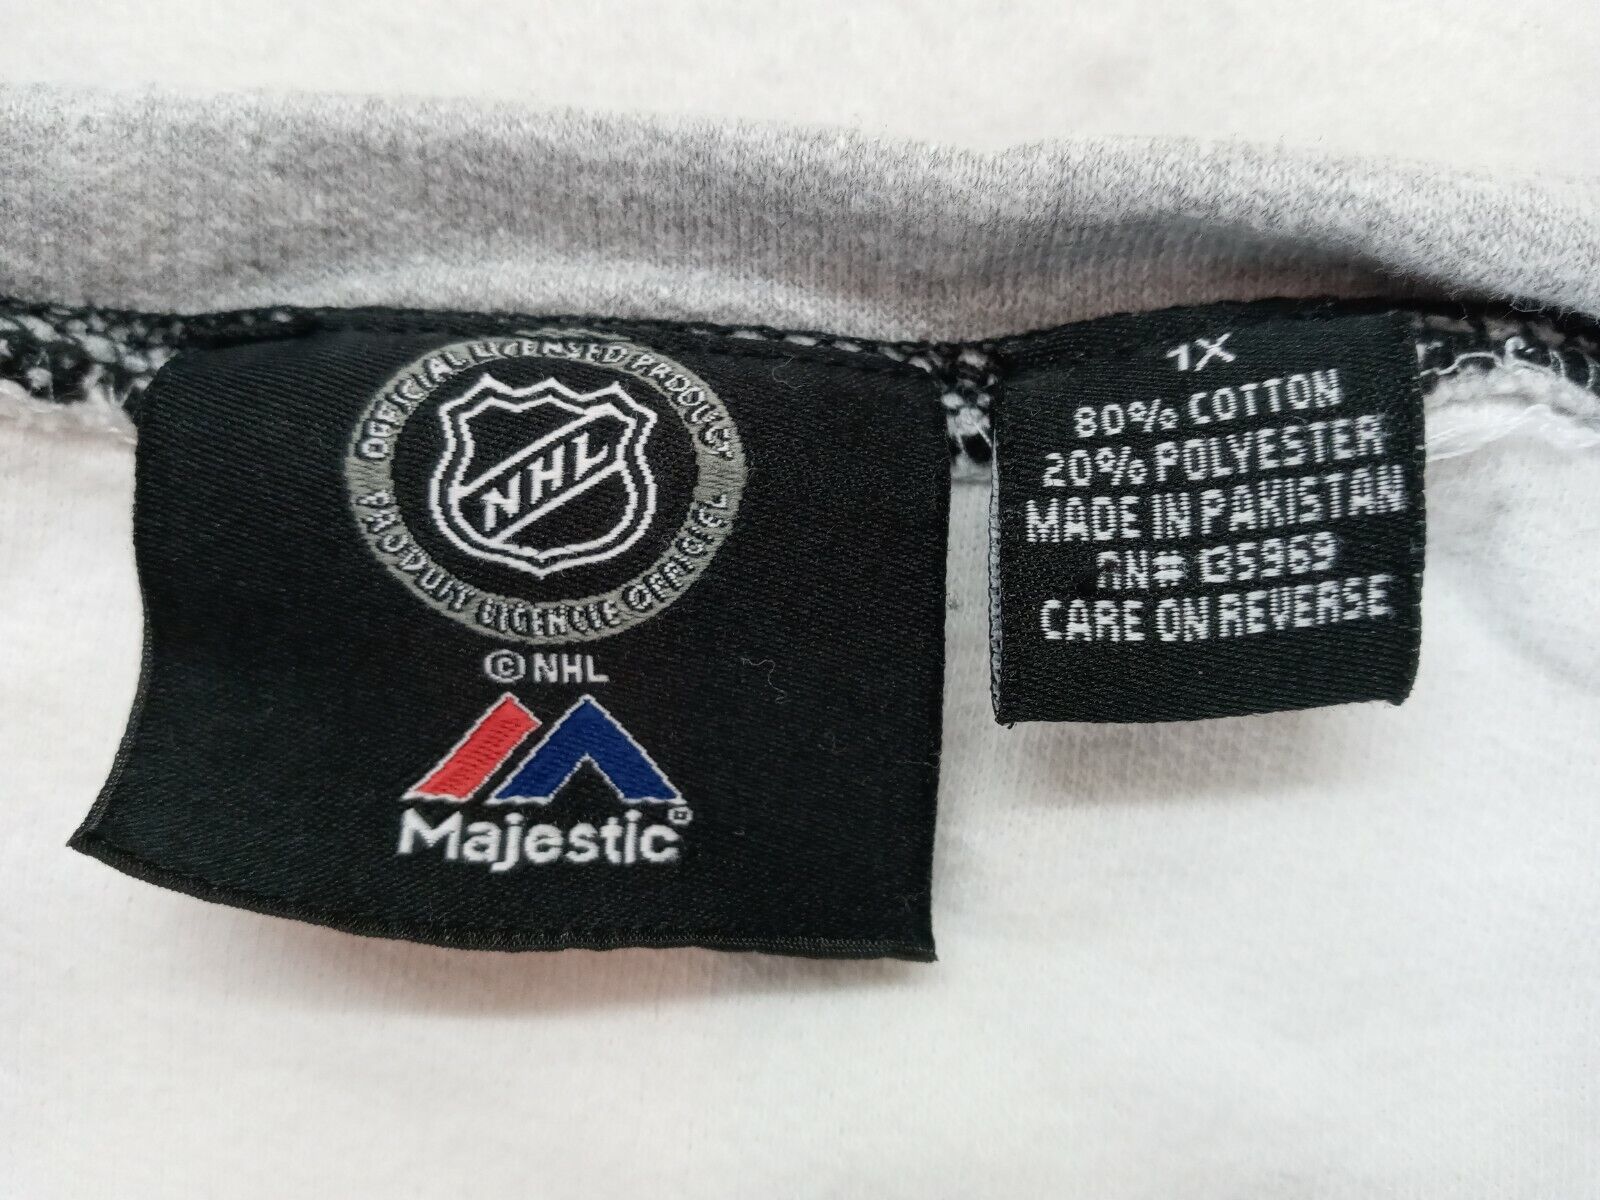 OFFICIAL LICENSED PRODUCT
NHL
PRODUIT LICENCIE OFFICIEL
© NHL
Majestic®
1X
80% COTTON
20% POLYESTER
MADE IN PAKISTAN
RN# 135969
CARE ON REVERSE